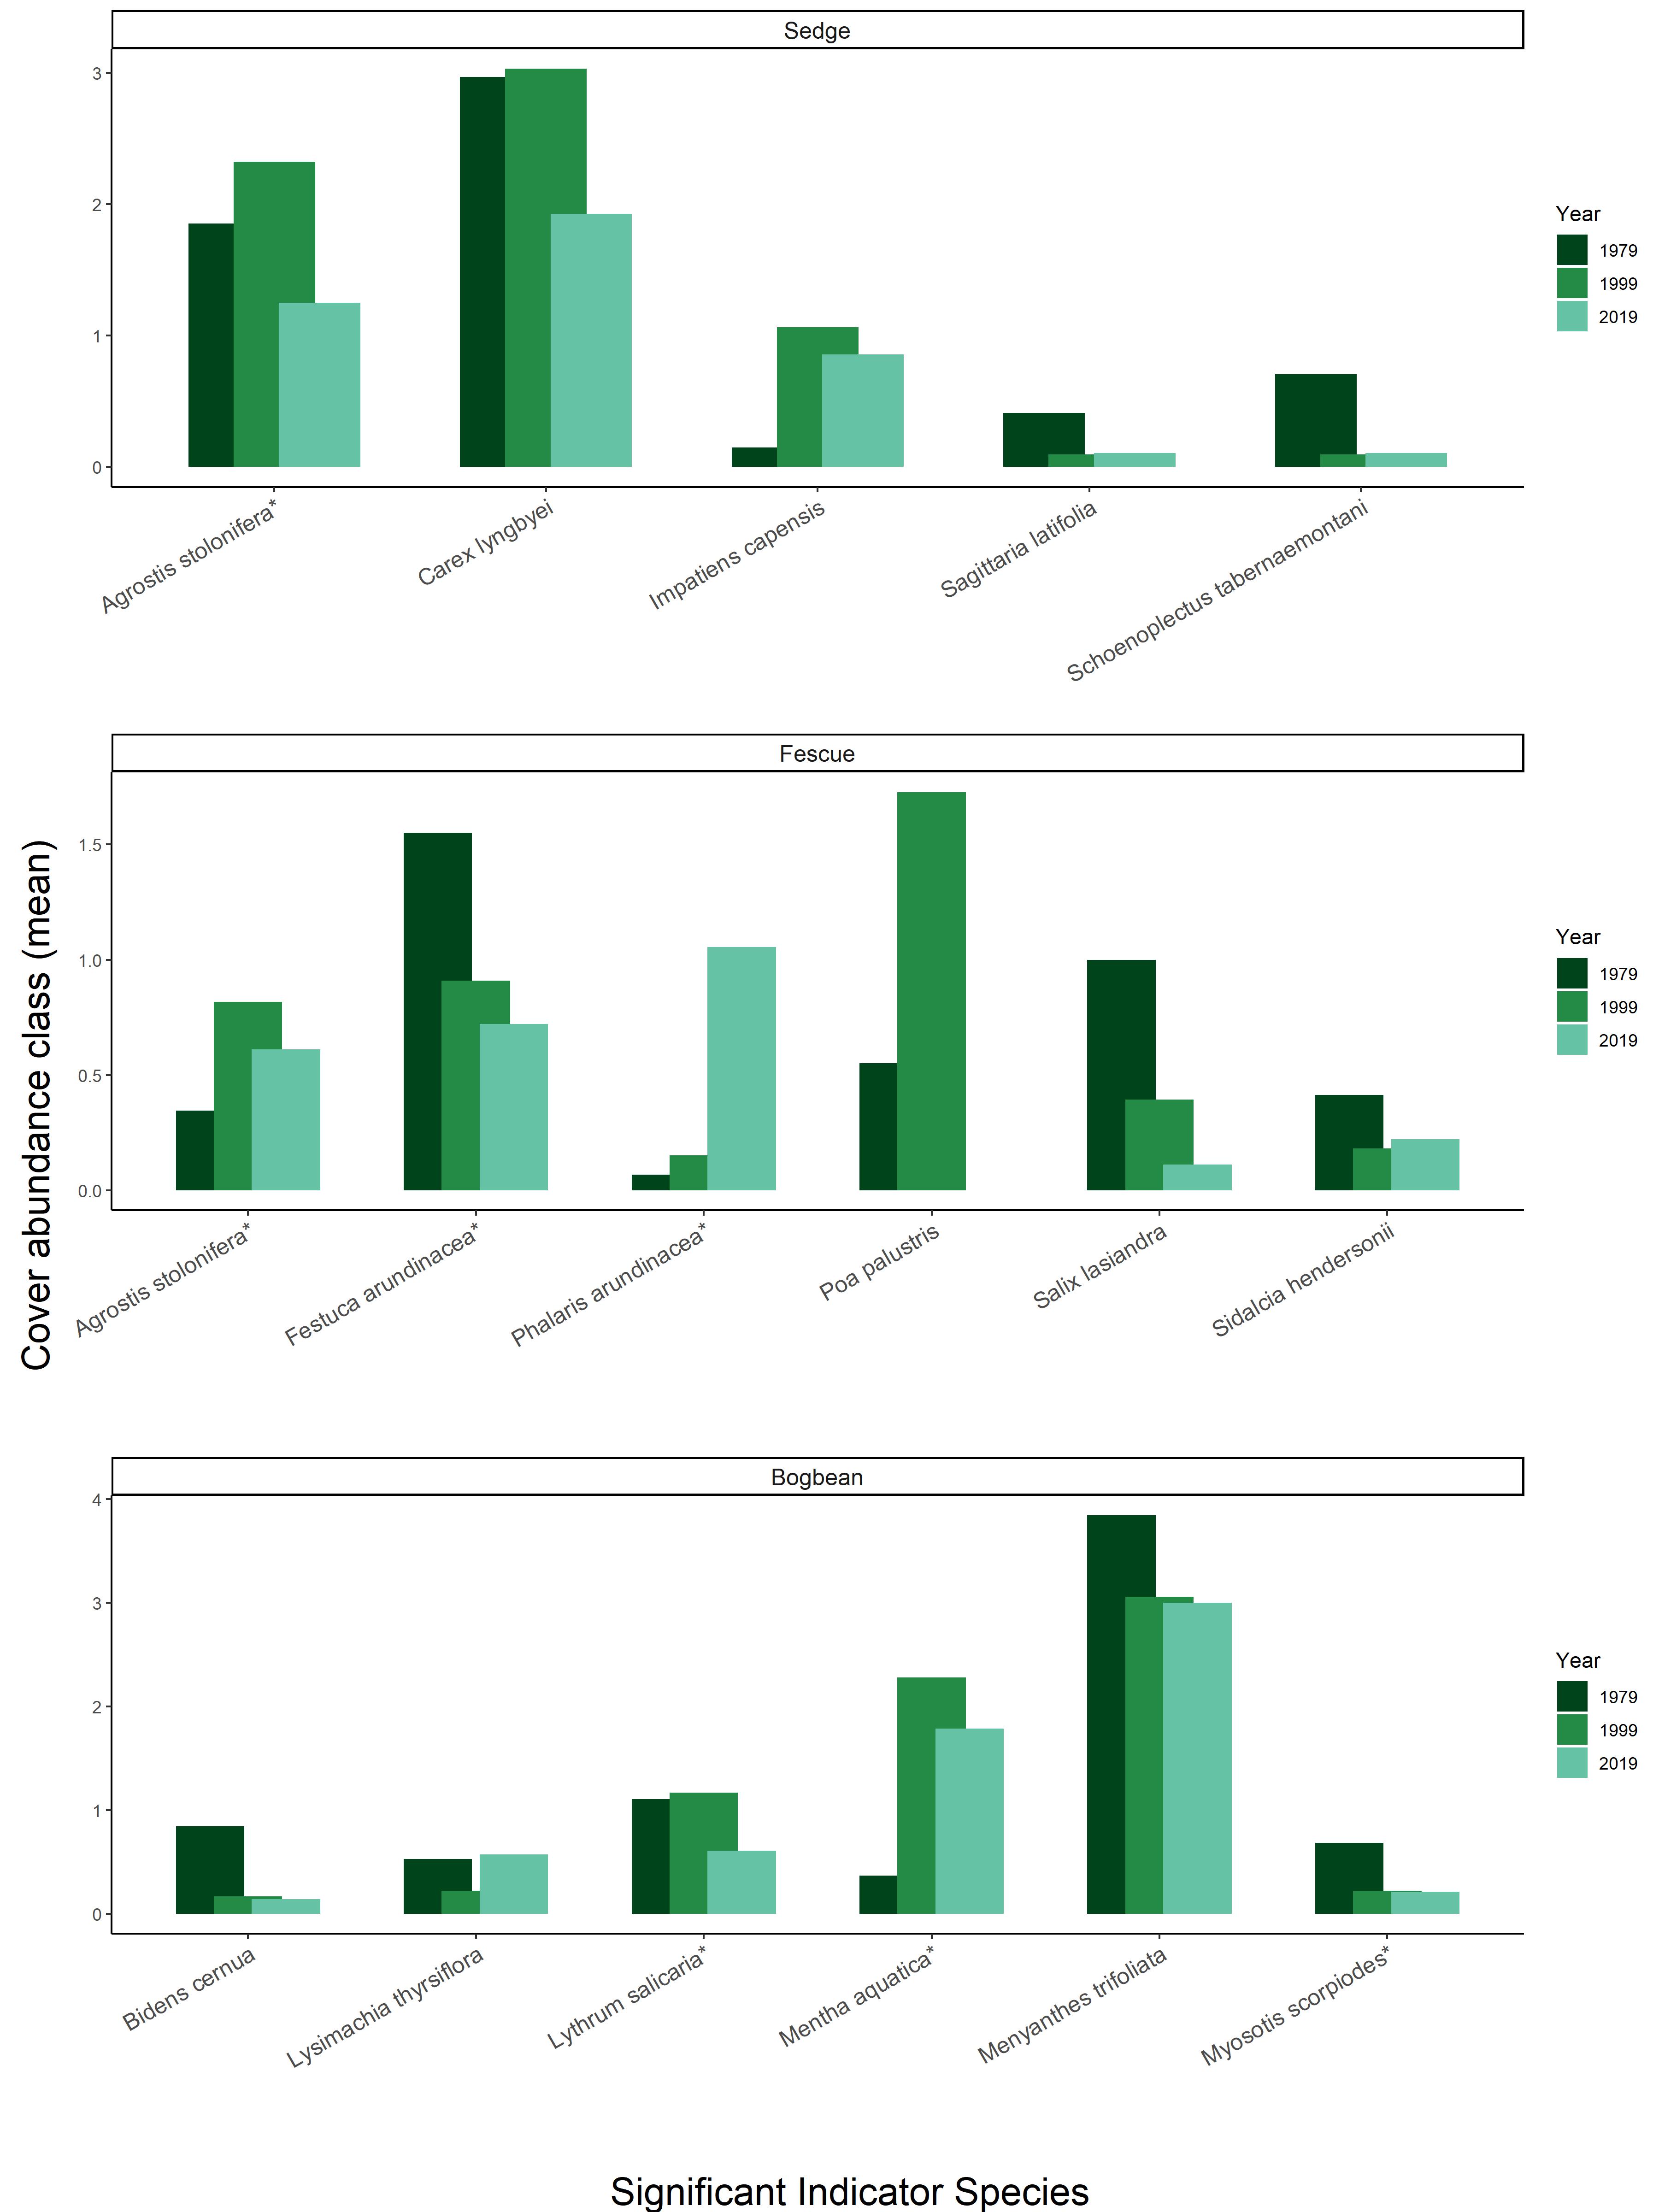 Sedge
3
2
1
0
Agrostis stolonifera*
Carex lyngbyei
Impatiens capensis
Sagittaria latifolia
Schoenoplectus tabernaemontani
Year
1979
1999
2019
Cover abundance class (mean)
Fescue
1.5
1.0
0.5
0.0
Agrostis stolonifera*
Festuca arundinacea*
Phalaris arundinacea*
Poa palustris
Salix lasiandra
Sidalcia hendersonii
Year
1979
1999
2019
Bogbean
4
3
2
1
0
Bidens cernua
Lysimachia thyrsiflora
Lythrum salicaria*
Mentha aquatica*
Menyanthes trifoliata
Myosotis scorpiodes*
Year
1979
1999
2019
Significant Indicator Species